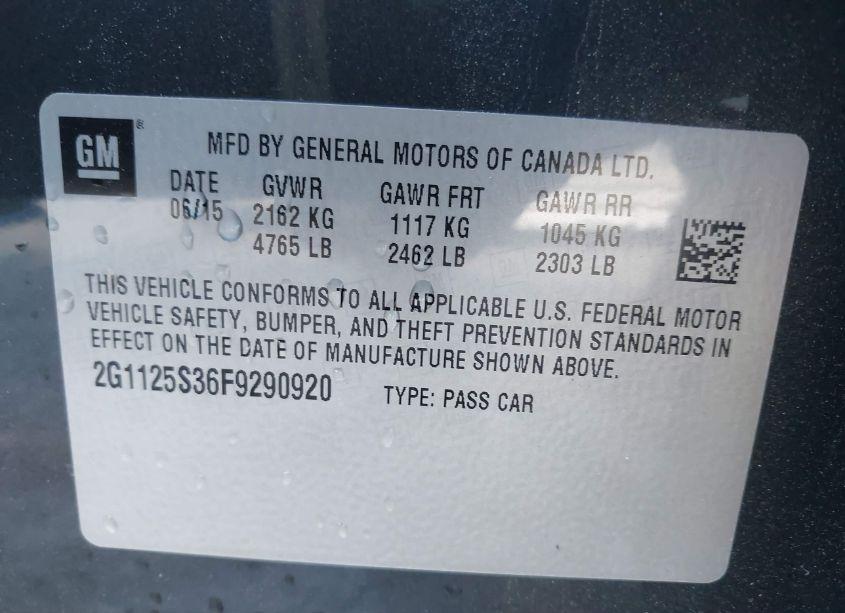 GM ®
MFD BY GENERAL MOTORS OF CANADA LTD.
DATE GVWR GAWR FRT GAWR RR
06/15 2162 KG 1117 KG 1045 KG
4765 LB 2462 LB 2303 LB
THIS VEHICLE CONFORMS TO ALL APPLICABLE U.S. FEDERAL MOTOR
VEHICLE SAFETY, BUMPER, AND THEFT PREVENTION STANDARDS IN
EFFECT ON THE DATE OF MANUFACTURE SHOWN ABOVE.
2G1125S36F9290920 TYPE: PASS CAR